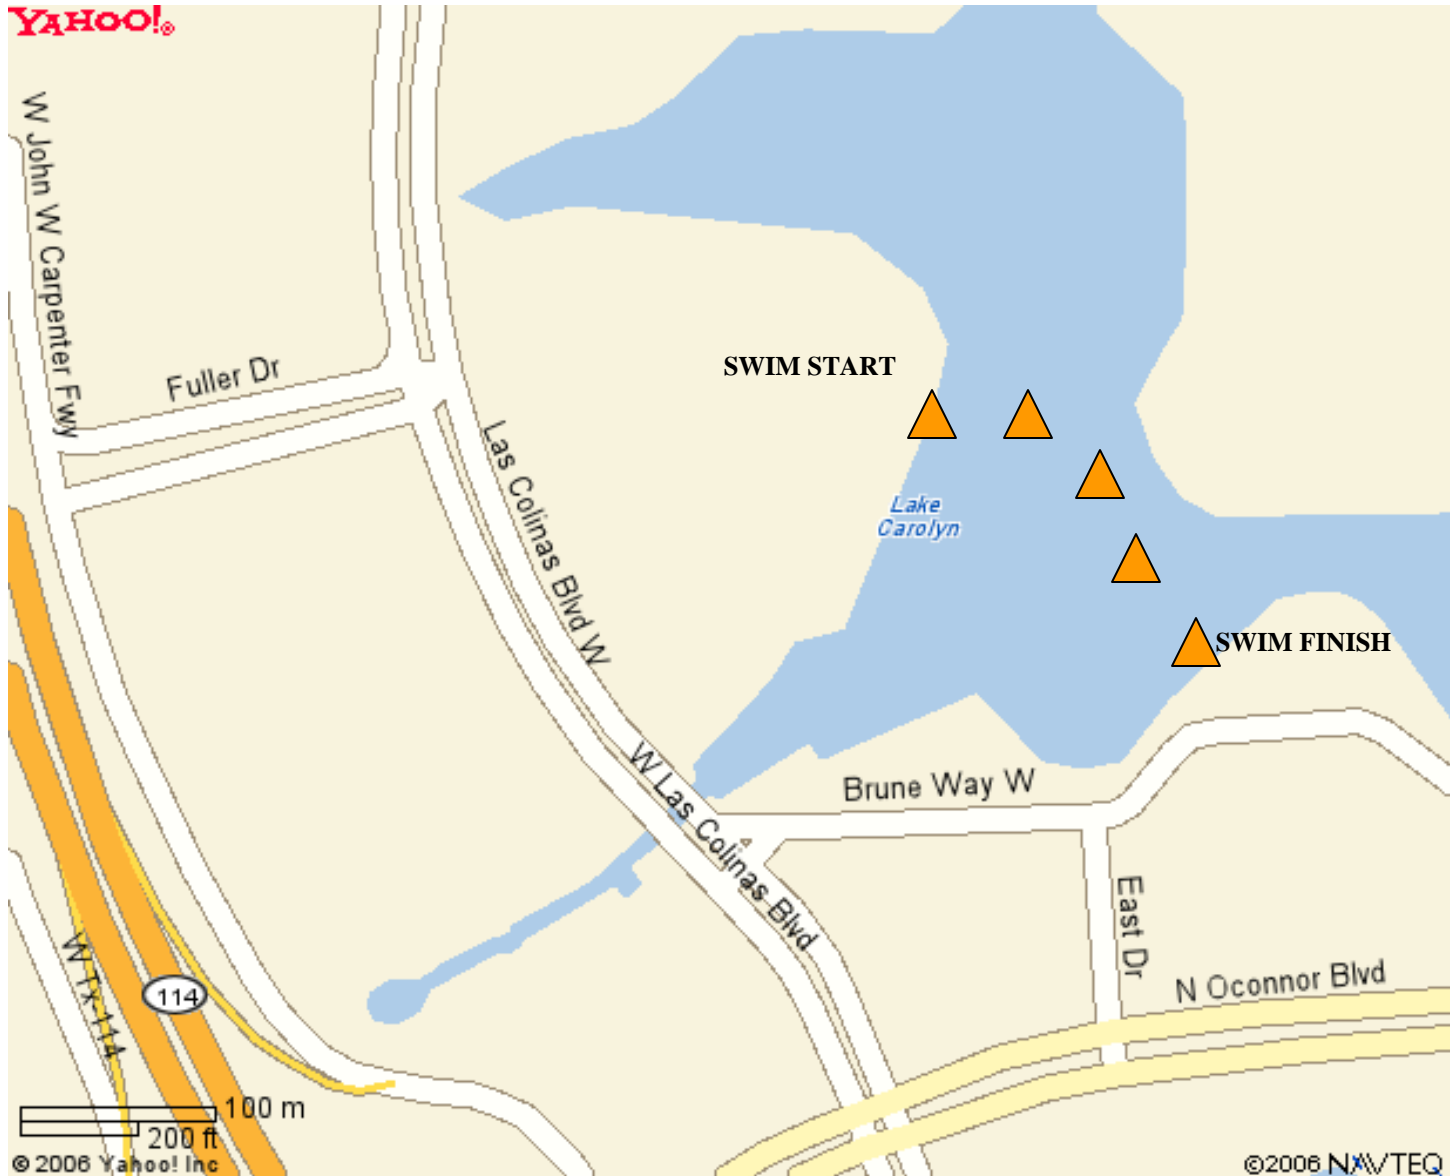 YAHOO!®
W John W Carpenter Fwy
Fuller Dr
SWIM START
Las Colinas Blvd W
Lake
Carolyn
SWIM FINISH
W Las Colinas Blvd
Brune Way W
East Dr
N Oconnor Blvd
W Tx-114
114
100 m
200 ft
© 2006 Yahoo! Inc
©2006 NAVTEQ